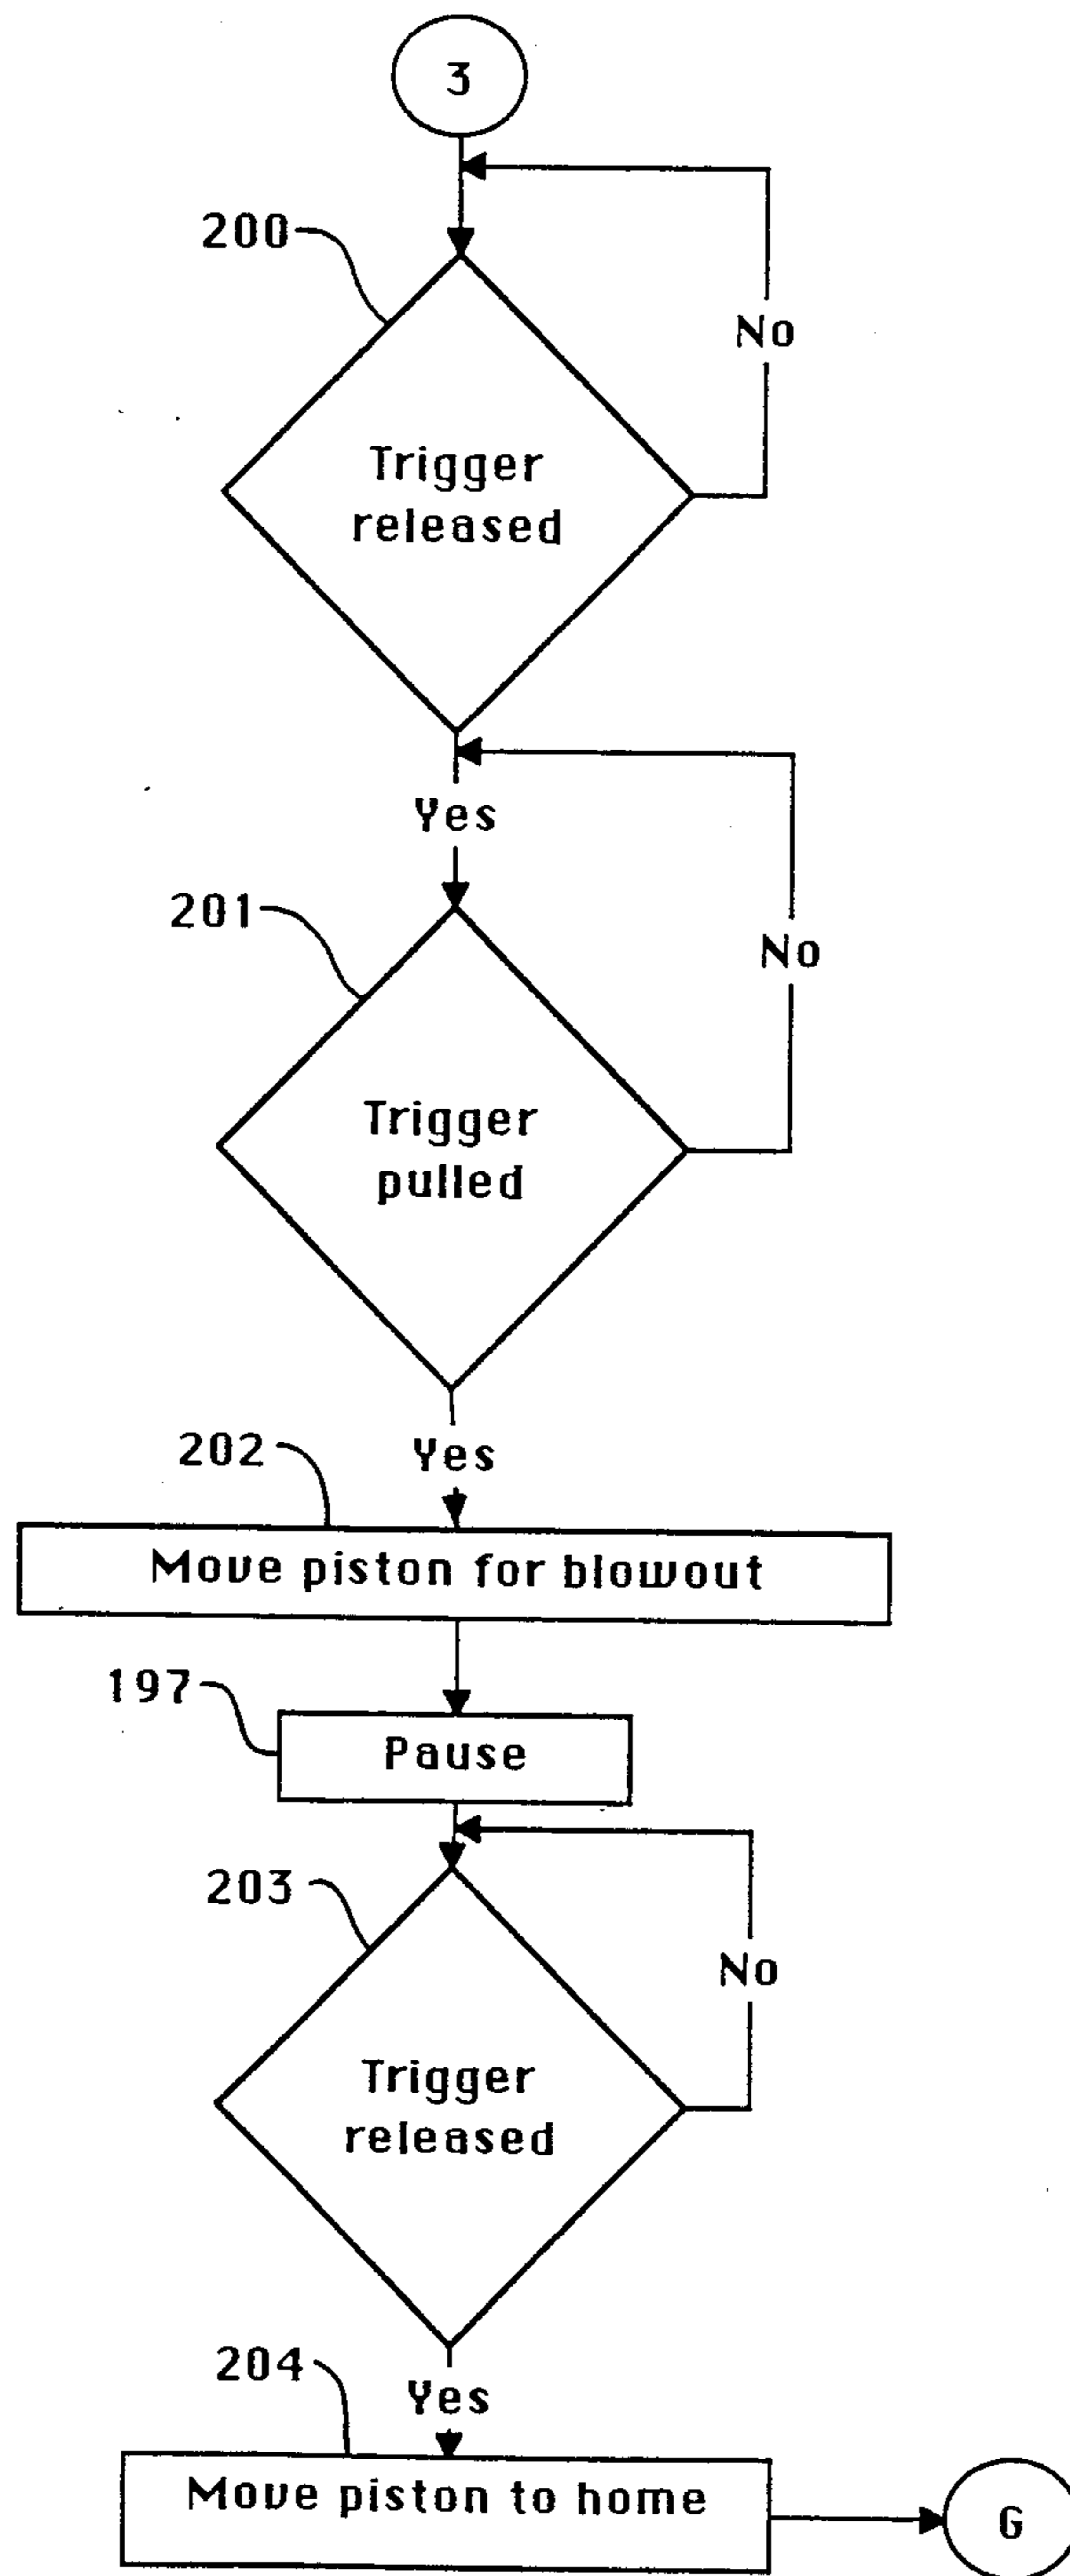 3
200
No
Trigger
released
Yes
201
No
Trigger
pulled
202
Yes
Move piston for blowout
197
Pause
203
No
Trigger
released
204
Yes
Move piston to home
G